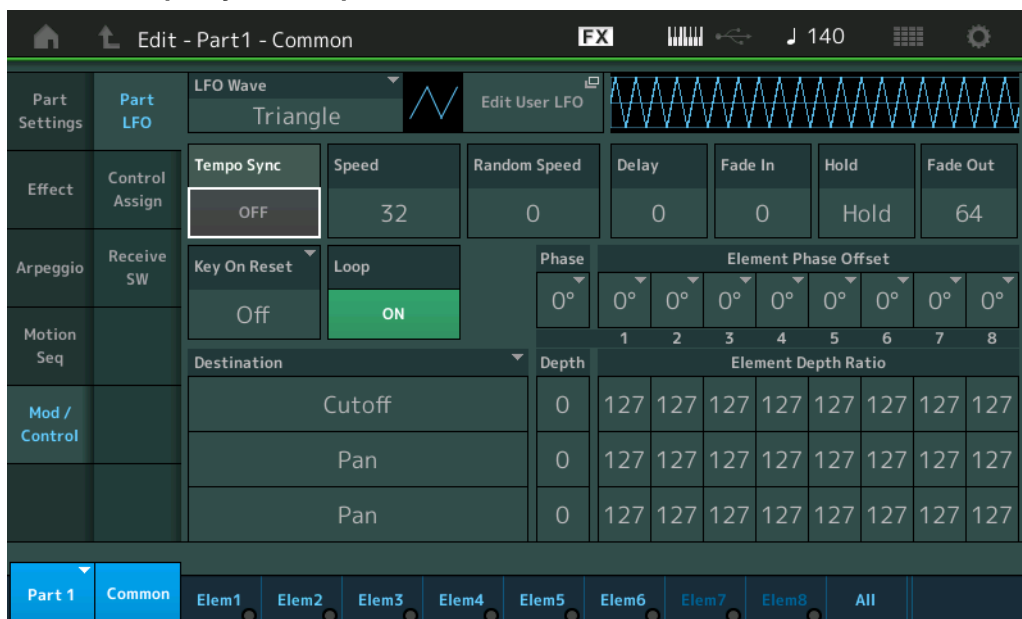 Edit - Part1 - Common FX ♩ 140
Part Settings
Part LFO
LFO Wave
Triangle
Edit User LFO
Effect
Control Assign
Tempo Sync Speed Random Speed Delay Fade In Hold Fade Out
OFF 32 0 0 0 Hold 64
Arpeggio
Receive SW
Key On Reset Loop Phase Element Phase Offset
Off ON 0° 0° 0° 0° 0° 0° 0° 0° 0°
1 2 3 4 5 6 7 8
Motion Seq
Destination Depth Element Depth Ratio
Mod / Control
Cutoff 0 127 127 127 127 127 127 127 127
Pan 0 127 127 127 127 127 127 127 127
Pan 0 127 127 127 127 127 127 127 127
Part 1 Common Elem1 Elem2 Elem3 Elem4 Elem5 Elem6 Elem7 Elem8 All